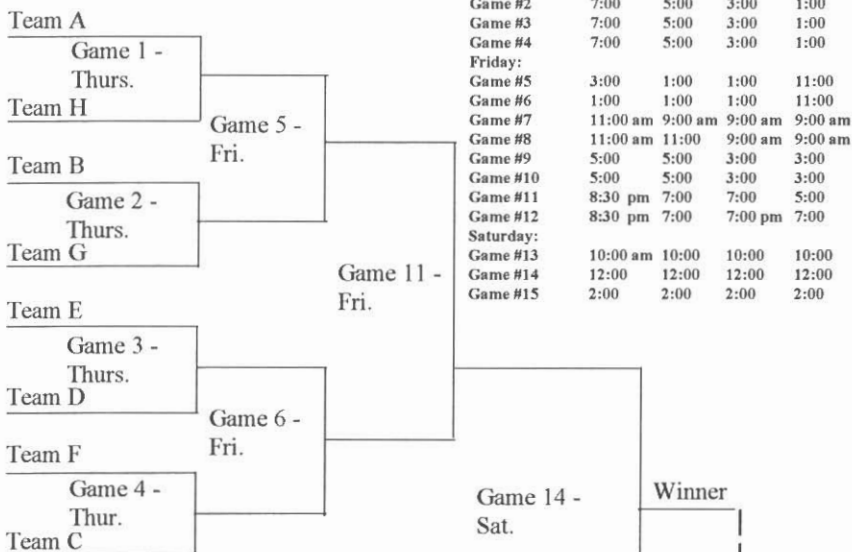 Game #2 7:00 5:00 3:00 1:00
Game #3 7:00 5:00 3:00 1:00
Game #4 7:00 5:00 3:00 1:00
Friday:
Game #5 3:00 1:00 1:00 11:00
Game #6 1:00 1:00 1:00 11:00
Game #7 11:00 am 9:00 am 9:00 am 9:00 am
Game #8 11:00 am 11:00 9:00 am 9:00 am
Game #9 5:00 5:00 3:00 3:00
Game #10 5:00 5:00 3:00 3:00
Game #11 8:30 pm 7:00 7:00 5:00
Game #12 8:30 pm 7:00 7:00 pm 7:00
Saturday:
Game #13 10:00 am 10:00 10:00 10:00
Game #14 12:00 12:00 12:00 12:00
Game #15 2:00 2:00 2:00 2:00
Team A
Game 1 -
Thurs.
Team H
Game 5 -
Fri.
Team B
Game 2 -
Thurs.
Team G
Game 11 -
Fri.
Team E
Game 3 -
Thurs.
Team D
Game 6 -
Fri.
Team F
Game 4 -
Thur.
Team C
Game 14 -
Sat.
Winner